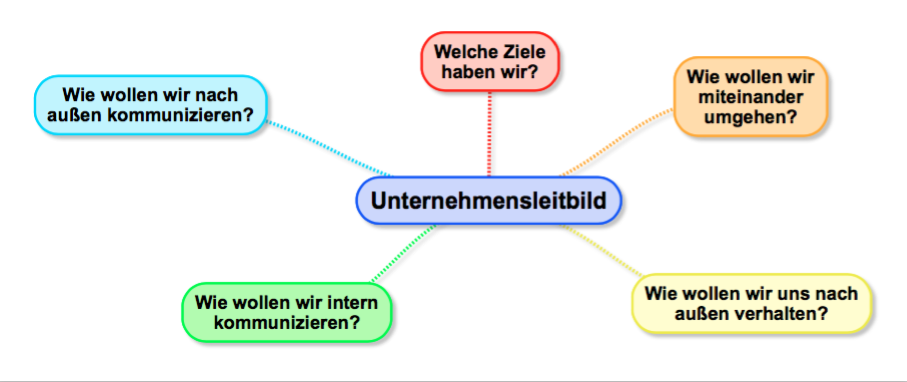 Welche Ziele
haben wir?
Wie wollen wir
miteinander
umgehen?
Wie wollen wir nach
außen kommunizieren?
Unternehmensleitbild
Wie wollen wir intern
kommunizieren?
Wie wollen wir uns nach
außen verhalten?